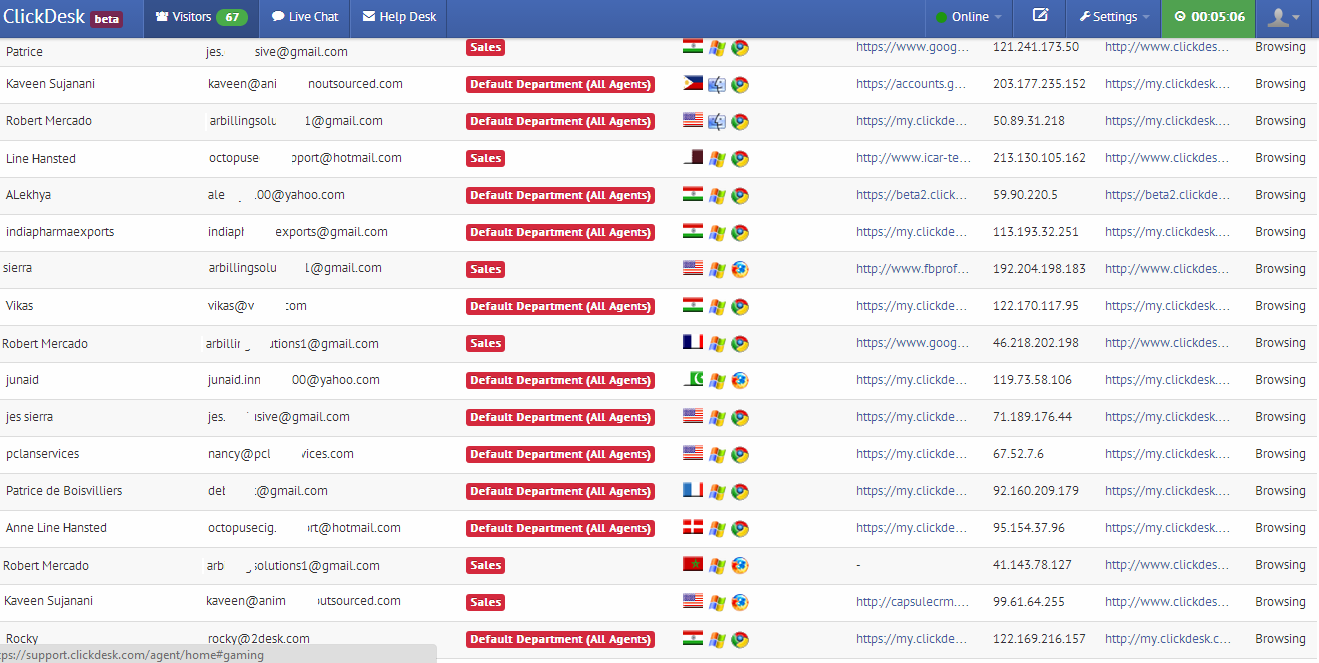 ClickDesk beta Visitors 67 Live Chat Help Desk Online Settings 00:05:06
Patrice jes. sive@gmail.com Sales https://www.goog... 121.241.173.50 http://www.clickdes... Browsing
Kaveen Sujanani kaveen@ani noutsourced.com Default Department (All Agents) https://accounts.g... 203.177.235.152 http://www.clickdes... Browsing
Robert Mercado arbillingsolu 1@gmail.com Default Department (All Agents) https://my.clickde... 50.89.31.218 https://my.clickdesk.... Browsing
Line Hansted octopuse pport@hotmail.com Sales http://www.icar-te... 213.130.105.162 http://www.clickdes... Browsing
ALekhya ale .00@yahoo.com Default Department (All Agents) https://beta2.click... 59.90.220.5 https://beta2.clickde... Browsing
indiapharmaexports indiapl exports@gmail.com Default Department (All Agents) https://my.clickde... 113.193.32.251 https://my.clickdesk.... Browsing
sierra arbillingsolu 1@gmail.com Sales http://www.fbprof... 192.204.198.183 http://www.clickdes... Browsing
Vikas vikas@v com Default Department (All Agents) https://my.clickde... 122.170.117.95 https://my.clickdesk.... Browsing
Robert Mercado arbillin utions1@gmail.com Sales https://www.goog... 46.218.202.198 http://www.clickdes... Browsing
junaid junaid.inn 00@yahoo.com Default Department (All Agents) https://my.clickde... 119.73.58.106 https://my.clickdesk.... Browsing
jes sierra jes. sive@gmail.com Default Department (All Agents) https://my.clickde... 71.189.176.44 https://my.clickdesk.... Browsing
pclanservices nancy@pcl vices.com Default Department (All Agents) https://my.clickde... 67.52.7.6 https://my.clickdesk.... Browsing
Patrice de Boisvilliers det @gmail.com Default Department (All Agents) https://my.clickde... 92.160.209.179 https://my.clickdesk.... Browsing
Anne Line Hansted octopusecig. rt@hotmail.com Default Department (All Agents) https://my.clickde... 95.154.37.96 https://my.clickdesk.... Browsing
Robert Mercado arb solutions1@gmail.com Sales - 41.143.78.127 http://www.clickdes... Browsing
Kaveen Sujanani kaveen@anim outsourced.com Sales http://capsulecrm.... 99.61.64.255 http://www.clickdes... Browsing
Rocky rocky@2desk.com Default Department (All Agents) https://my.clickde... 122.169.216.157 http://my.clickdesk.c... Browsing
ps://support.clickdesk.com/agent/home#gaming